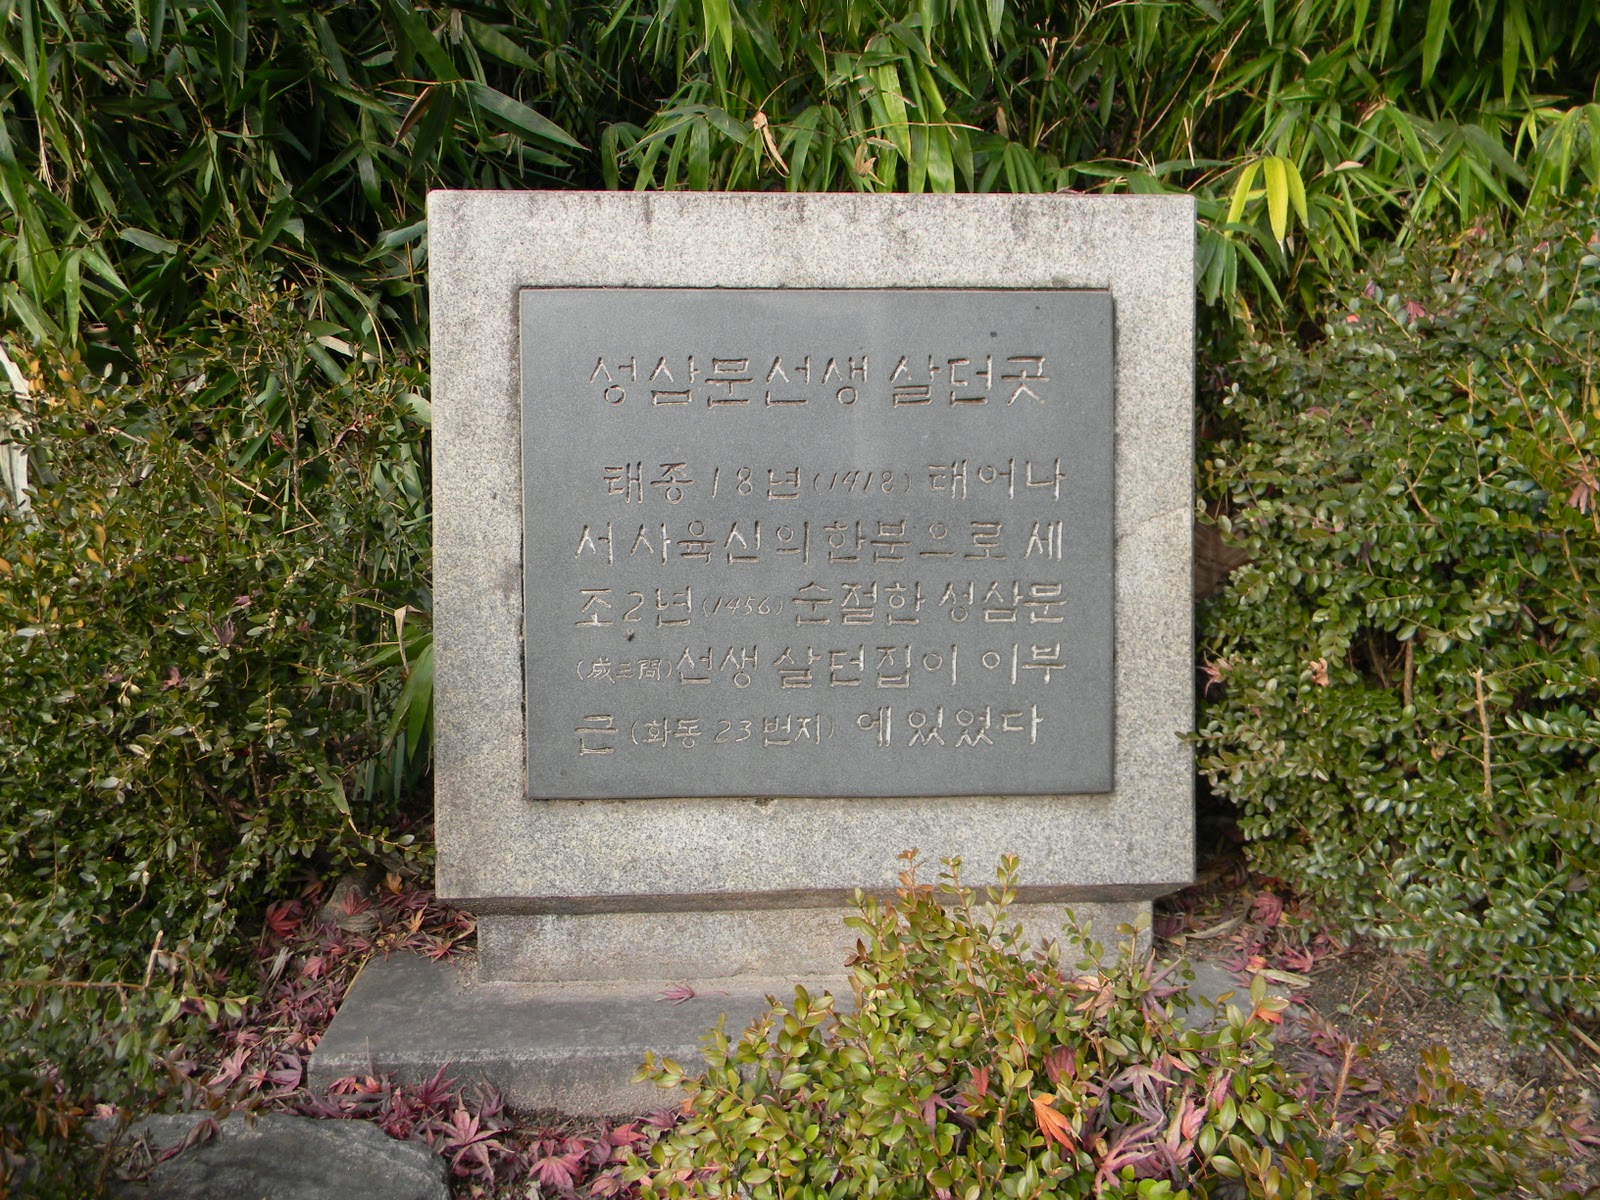 성삼문선생 살던곳
태종 18년(1418) 태어나
서 사육신의 한분으로 세
조 2년(1456) 순절한 성삼문
(成三問)선생 살던집이 이부
근(화동 23번지) 에 있었다